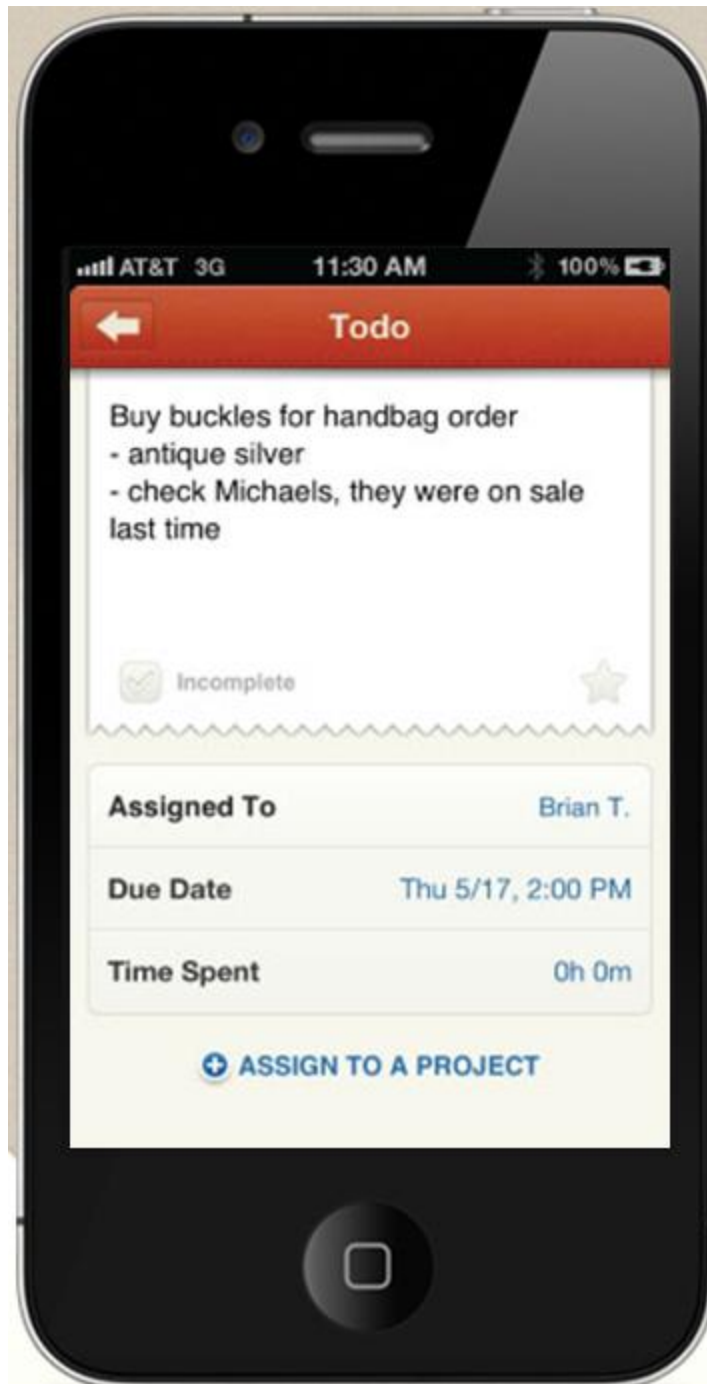 AT&T 3G 11:30 AM 100%
Todo
Buy buckles for handbag order
- antique silver
- check Michaels, they were on sale
last time
Incomplete
Assigned To Brian T.
Due Date Thu 5/17, 2:00 PM
Time Spent 0h 0m
ASSIGN TO A PROJECT